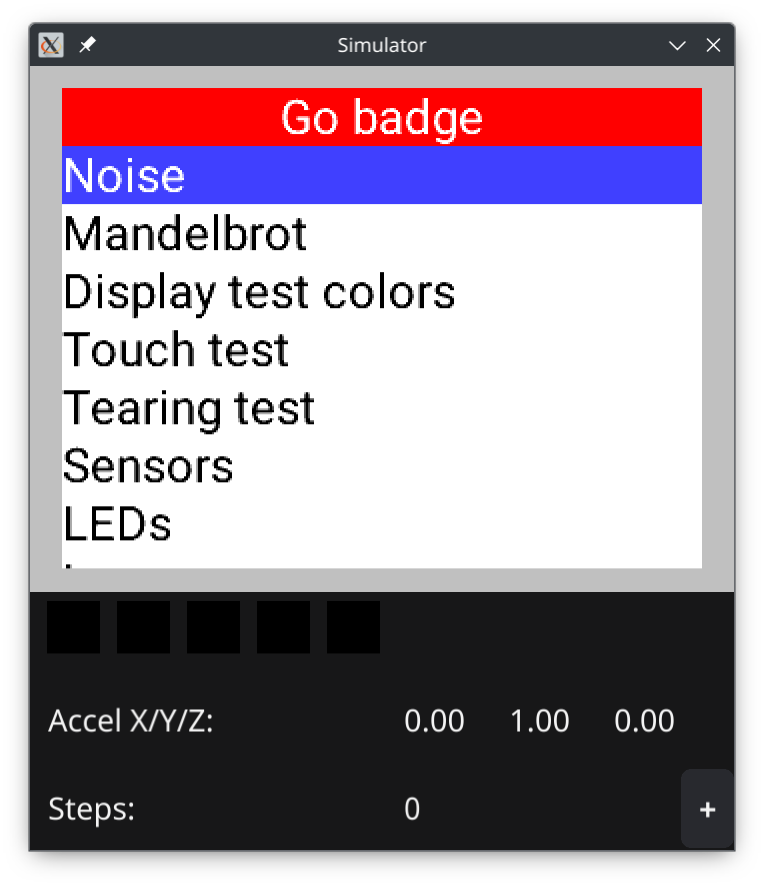 Simulator
Go badge
Noise
Mandelbrot
Display test colors
Touch test
Tearing test
Sensors
LEDs
Accel X/Y/Z: 0.00 1.00 0.00
Steps: 0 +